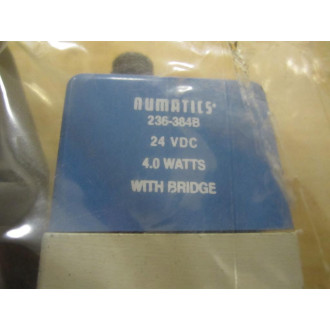 numatics®
236-384B
24 VDC
4.0 WATTS
WITH BRIDGE